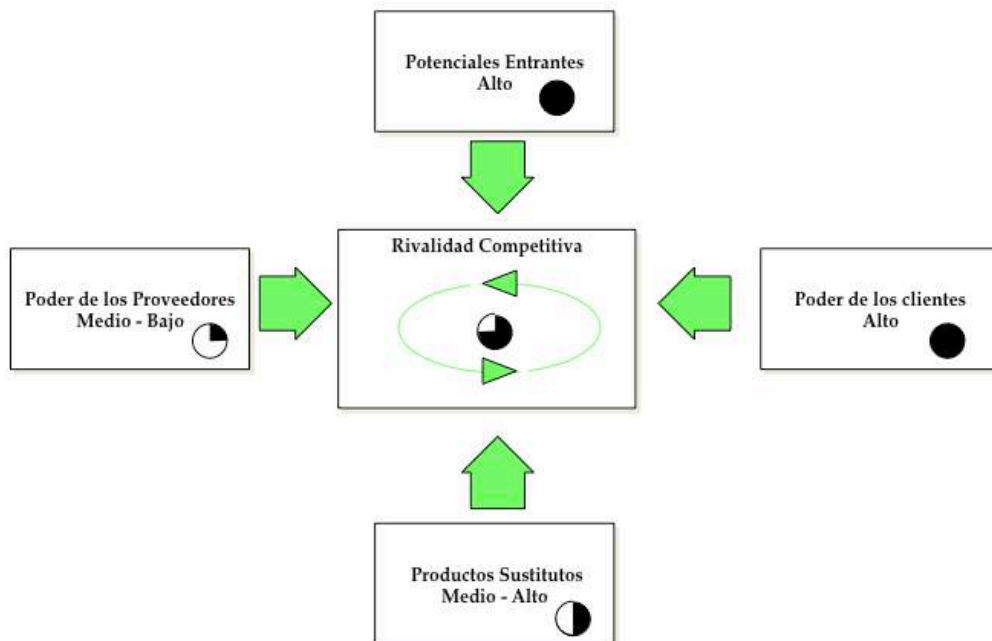 Potenciales Entrantes
Alto
Rivalidad Competitiva
Poder de los Proveedores
Medio - Bajo
Poder de los clientes
Alto
Productos Sustitutos
Medio - Alto